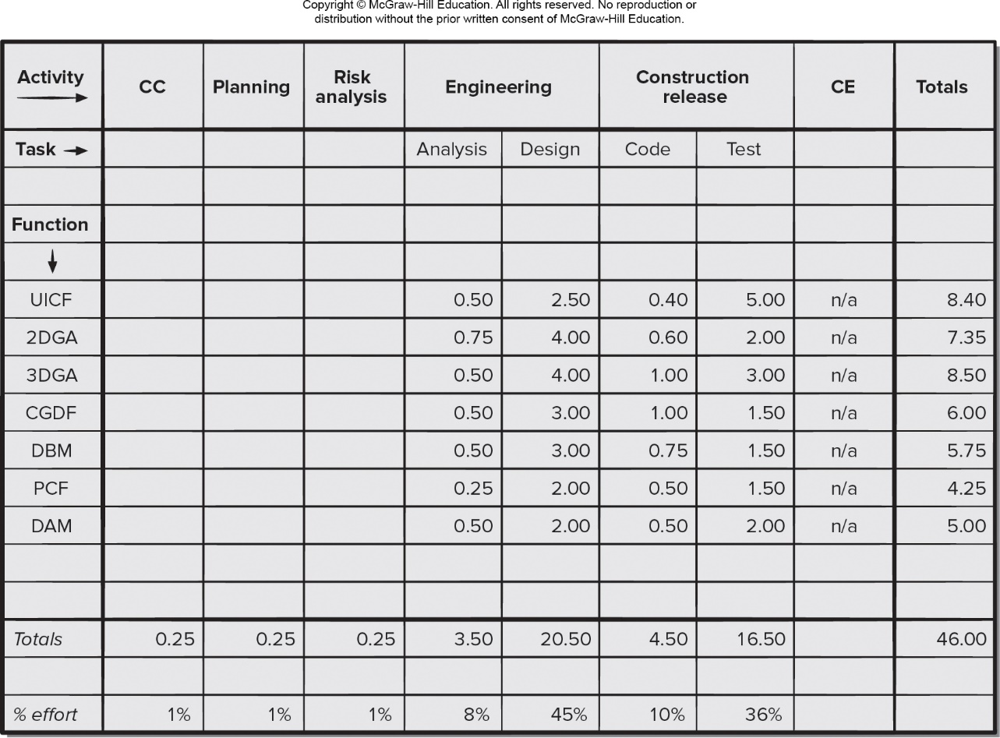 Copyright © McGraw-Hill Education. All rights reserved. No reproduction or
distribution without the prior written consent of McGraw-Hill Education.
Activity CC Planning Risk analysis Engineering Construction release CE Totals
Task Analysis Design Code Test
Function
UICF 0.50 2.50 0.40 5.00 n/a 8.40
2DGA 0.75 4.00 0.60 2.00 n/a 7.35
3DGA 0.50 4.00 1.00 3.00 n/a 8.50
CGDF 0.50 3.00 1.00 1.50 n/a 6.00
DBM 0.50 3.00 0.75 1.50 n/a 5.75
PCF 0.25 2.00 0.50 1.50 n/a 4.25
DAM 0.50 2.00 0.50 2.00 n/a 5.00
Totals 0.25 0.25 0.25 3.50 20.50 4.50 16.50 46.00
% effort 1% 1% 1% 8% 45% 10% 36%